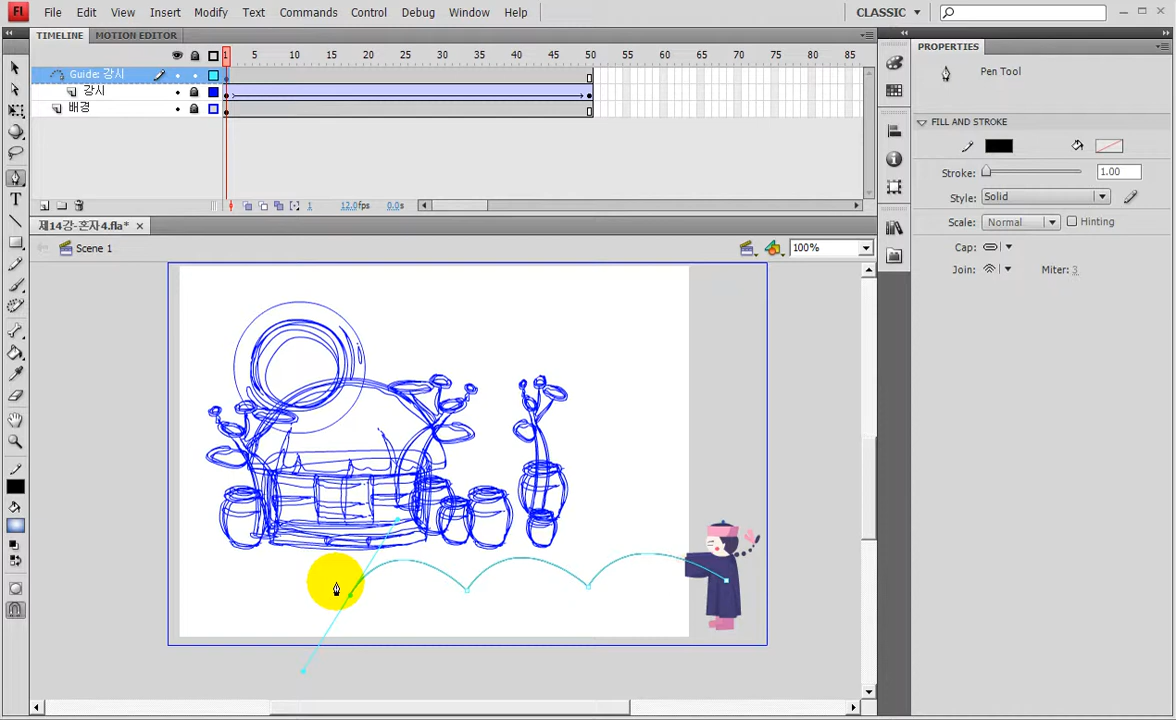 Fl File Edit View Insert Modify Text Commands Control Debug Window Help CLASSIC
TIMELINE MOTION EDITOR
1 5 10 15 20 25 30 35 40 45 50 55 60 65 70 75 80 85
Guide: 강시
강시
배경
1 12.0fps 0.0s
제14강-혼자4.fla* ×
Scene 1
100%
PROPERTIES
Pen Tool
FILL AND STROKE
Stroke: 1.00
Style: Solid
Scale: Normal Hinting
Cap:
Join: Miter: 3